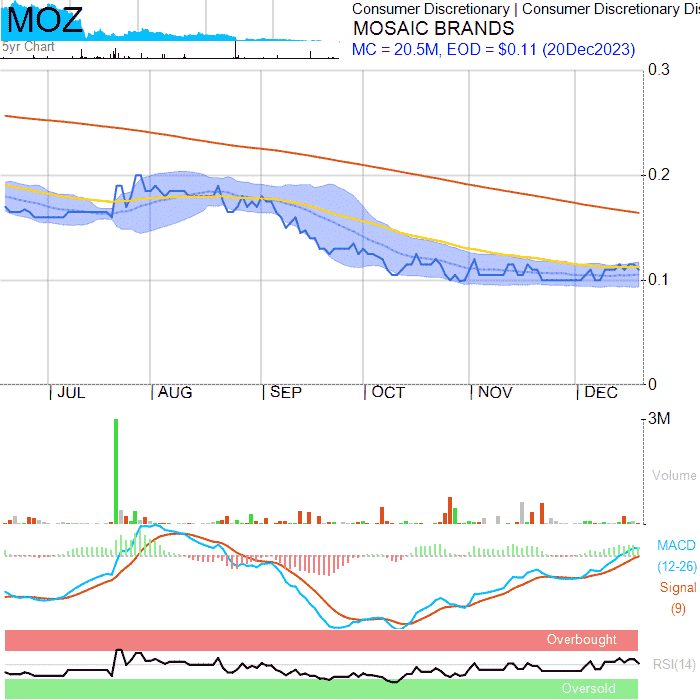 MOZ
5yr Chart
Consumer Discretionary | Consumer Discretionary Dis
MOSAIC BRANDS
MC = 20.5M, EOD = $0.11 (20Dec2023)
0.3
0.2
0.1
0
JUL
AUG
SEP
OCT
NOV
DEC
3M
Volume
MACD
(12-26)
Signal
(9)
Overbought
RSI(14)
Oversold